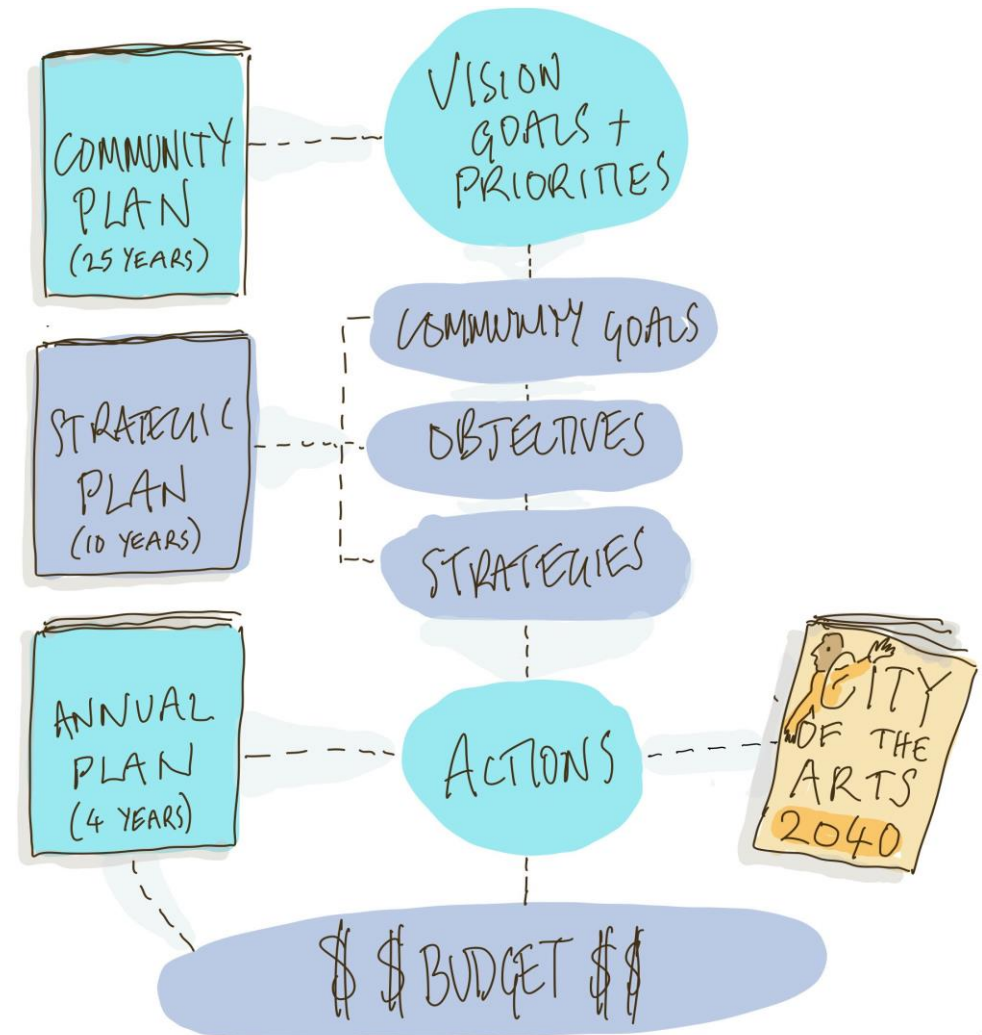 COMMUNITY
PLAN
(25 YEARS)
VISION
GOALS +
PRIORITIES
COMMUNITY GOALS
STRATEGIC
PLAN
(10 YEARS)
OBJECTIVES
STRATEGIES
ANNUAL
PLAN
(4 YEARS)
ACTIONS
CITY
OF THE
ARTS
2040
$ $ BUDGET $ $